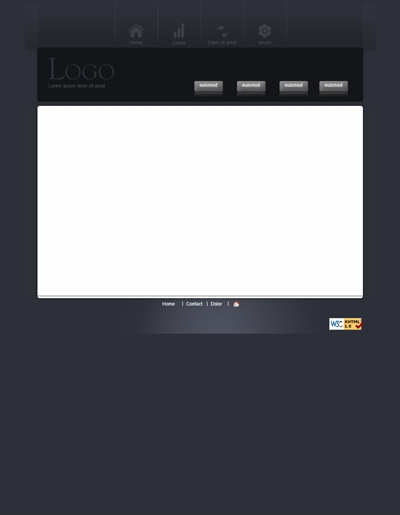 Home
Lorem
Dolor sit amet
Ipsum
LOGO
Lorem ipsum dolor sit amet
euismod
euismod
euismod
euismod
Home | Contact | Dolor |
W3C XHTML 1.0